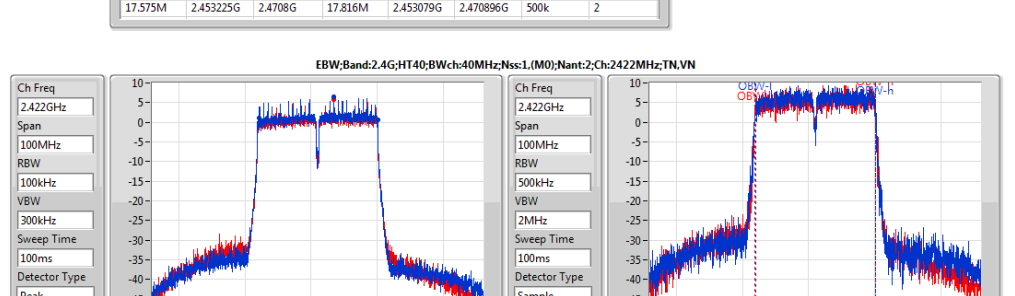 17.575M 2.453225G 2.4708G 17.816M 2.453079G 2.470896G 500k 2
EBW;Band:2.4G;HT40;BWch:40MHz;Nss:1,(M0);Nant:2;Ch:2422MHz;TN,VN
Ch Freq
2.422GHz
Span
100MHz
RBW
100kHz
VBW
300kHz
Sweep Time
100ms
Detector Type
Peak
10
5
0
-5
-10
-15
-20
-25
-30
-35
-40
Ch Freq
2.422GHz
Span
100MHz
RBW
500kHz
VBW
2MHz
Sweep Time
100ms
Detector Type
Sample
10
5
0
-5
-10
-15
-20
-25
-30
-35
-40
OBW-l
OBW-h